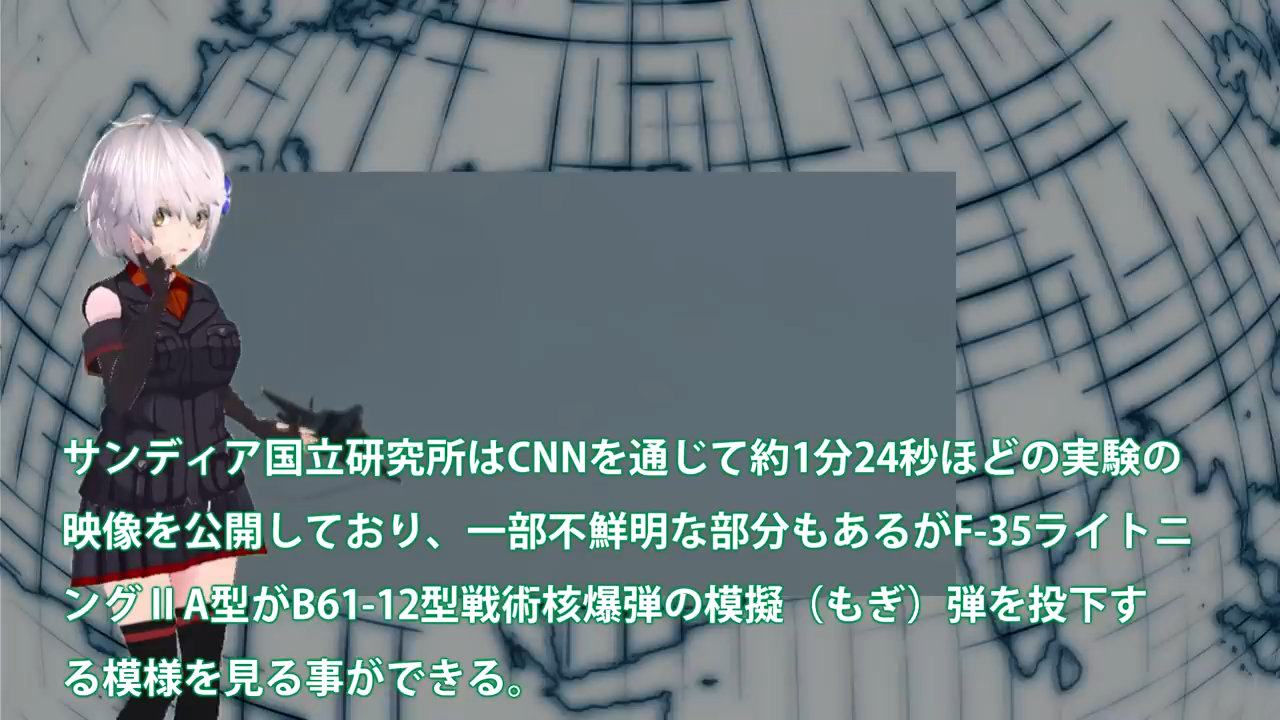 サンディア国立研究所はCNNを通じて約1分24秒ほどの実験の
映像を公開しており、一部不鮮明な部分もあるがF-35ライトニ
ングⅡA型がB61-12型戦術核爆弾の模擬（もぎ）弾を投下す
る模様を見る事ができる。